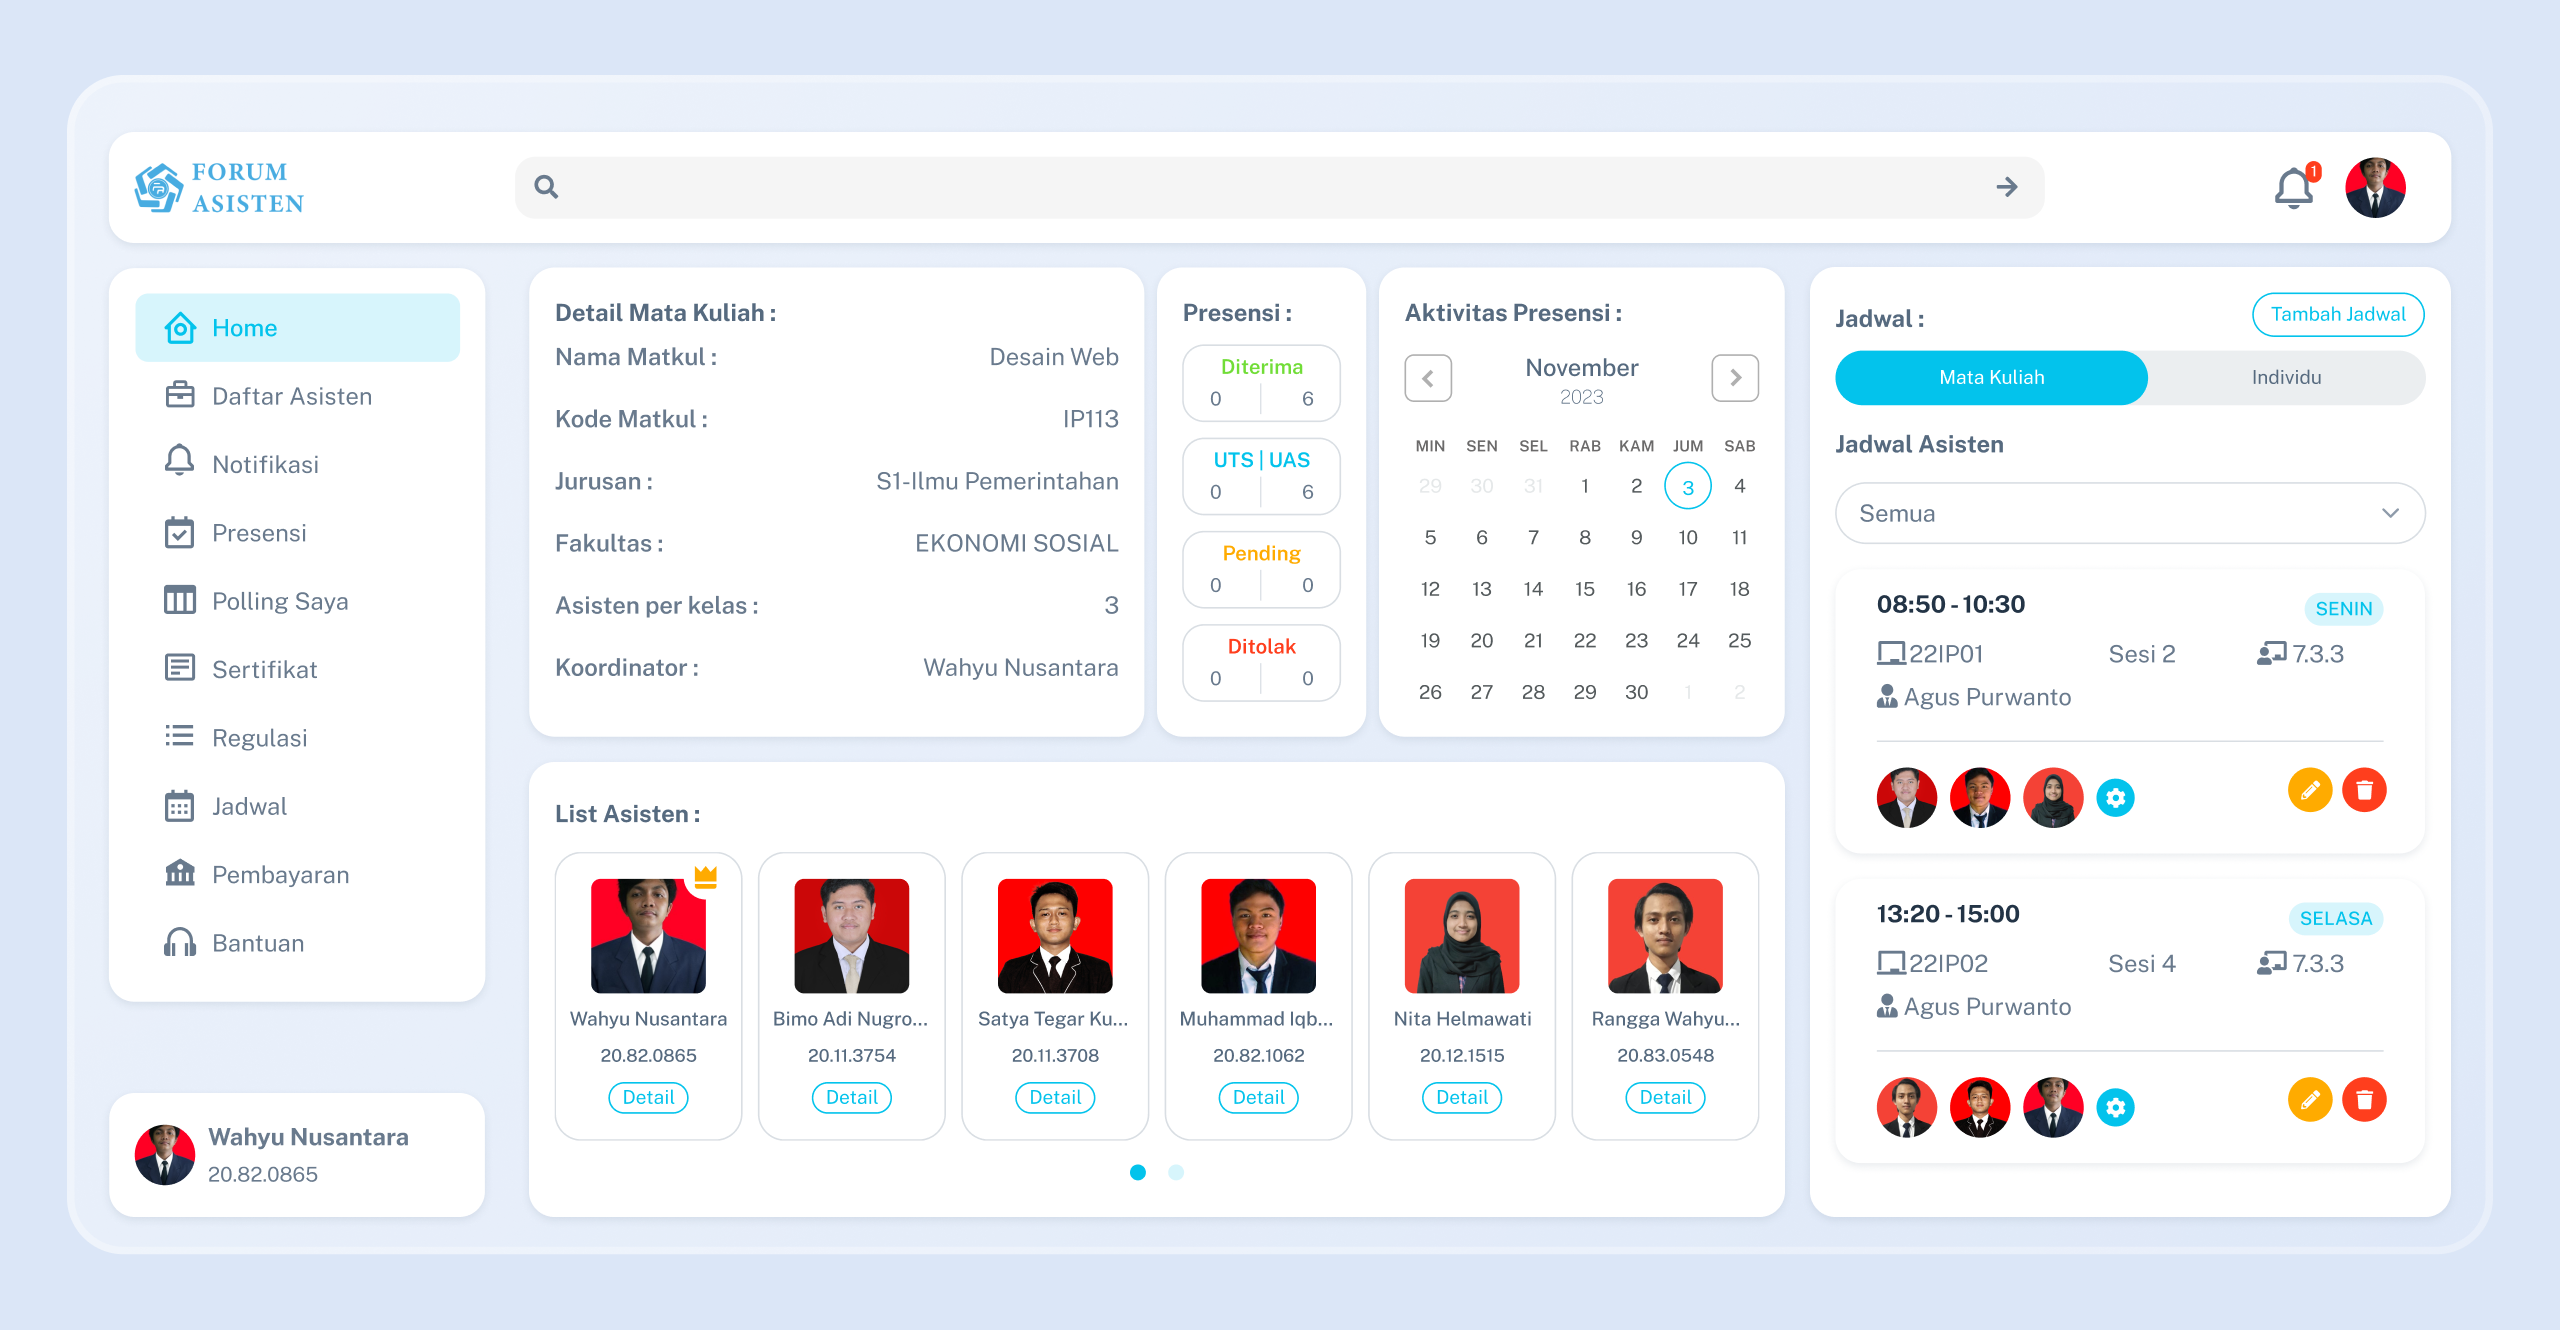 FORUM
ASISTEN
1
Home
Daftar Asisten
Notifikasi
Presensi
Polling Saya
Sertifikat
Regulasi
Jadwal
Pembayaran
Bantuan
Wahyu Nusantara
20.82.0865
Detail Mata Kuliah :
Nama Matkul : Desain Web
Kode Matkul : IP113
Jurusan : S1-Ilmu Pemerintahan
Fakultas : EKONOMI SOSIAL
Asisten per kelas : 3
Koordinator : Wahyu Nusantara
Presensi :
Diterima
0 | 6
UTS | UAS
0 | 6
Pending
0 | 0
Ditolak
0 | 0
Aktivitas Presensi :
November
2023
MIN SEN SEL RAB KAM JUM SAB
29 30 31 1 2 3 4
5 6 7 8 9 10 11
12 13 14 15 16 17 18
19 20 21 22 23 24 25
26 27 28 29 30 1 2
List Asisten :
Wahyu Nusantara
20.82.0865
Detail
Bimo Adi Nugro...
20.11.3754
Detail
Satya Tegar Ku...
20.11.3708
Detail
Muhammad Iqb...
20.82.1062
Detail
Nita Helmawati
20.12.1515
Detail
Rangga Wahyu...
20.83.0548
Detail
Jadwal :
Tambah Jadwal
Mata Kuliah Individu
Jadwal Asisten
Semua
08:50 - 10:30 SENIN
22IP01 Sesi 2 7.3.3
Agus Purwanto
13:20 - 15:00 SELASA
22IP02 Sesi 4 7.3.3
Agus Purwanto